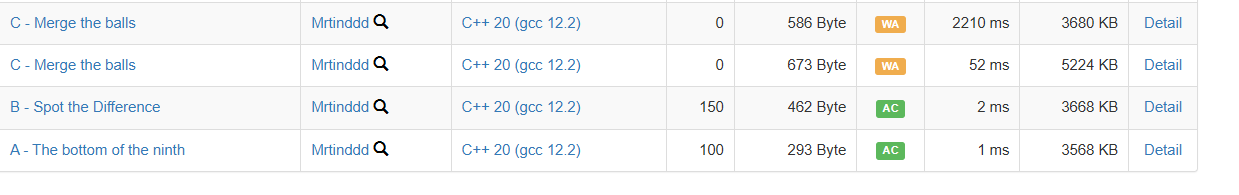 C - Merge the balls Mrtinddd C++ 20 (gcc 12.2) 0 586 Byte WA 2210 ms 3680 KB Detail
C - Merge the balls Mrtinddd C++ 20 (gcc 12.2) 0 673 Byte WA 52 ms 5224 KB Detail
B - Spot the Difference Mrtinddd C++ 20 (gcc 12.2) 150 462 Byte AC 2 ms 3668 KB Detail
A - The bottom of the ninth Mrtinddd C++ 20 (gcc 12.2) 100 293 Byte AC 1 ms 3568 KB Detail